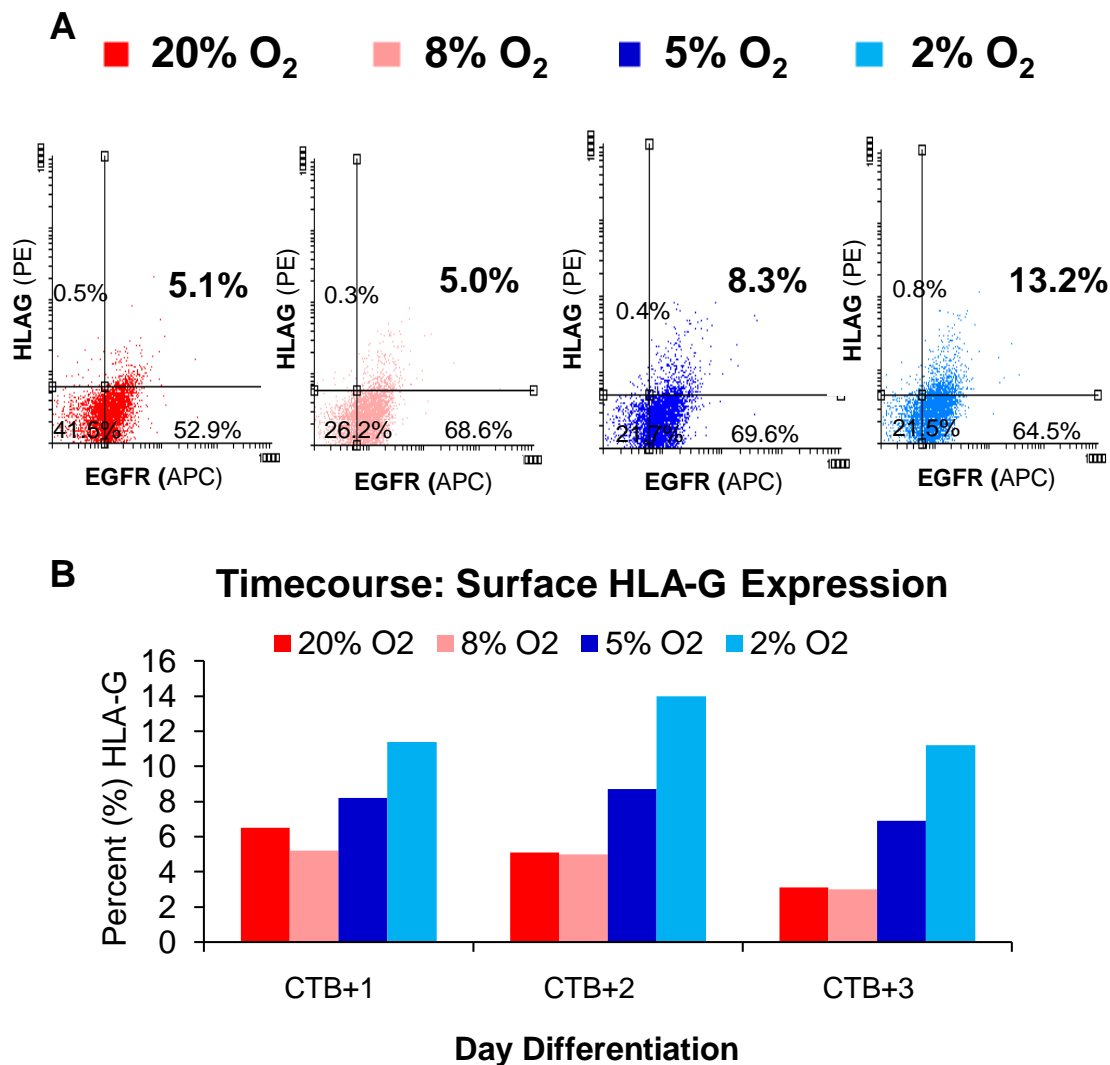 A
20% O2 8% O2 5% O2 2% O2
HLAG (PE)
0.5% 5.1%
41.5% 52.9%
EGFR (APC)
HLAG (PE)
0.3% 5.0%
26.2% 68.6%
EGFR (APC)
HLAG (PE)
0.4% 8.3%
21.7% 69.6%
EGFR (APC)
HLAG (PE)
0.8% 13.2%
21.5% 64.5%
EGFR (APC)
B
Timecourse: Surface HLA-G Expression
20% O2 8% O2 5% O2 2% O2
Percent (%) HLA-G
16
14
12
10
8
6
4
2
0
CTB+1 CTB+2 CTB+3
Day Differentiation